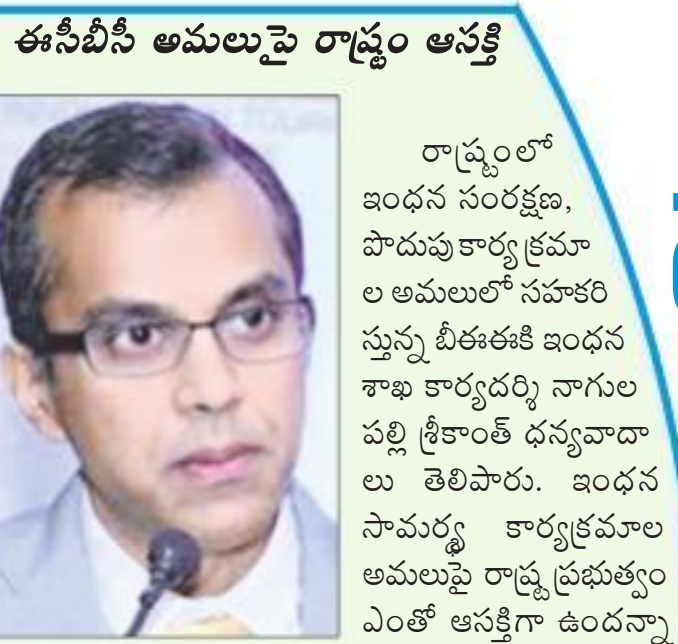 ఈసీబీసీ అమలుపై రాష్ట్రం ఆసక్తి
రాష్ట్రంలో
ఇంధన సంరక్షణ,
పొదుపు కార్యక్రమా
ల అమలులో సహకరి
స్తున్న బీఈఈకి ఇంధన
శాఖ కార్యదర్శి నాగుల
పల్లి శ్రీకాంత్ ధన్యవాదా
లు తెలిపారు. ఇంధన
సామర్థ్య కార్యక్రమాల
అమలుపై రాష్ట్ర ప్రభుత్వం
ఎంతో ఆసక్తిగా ఉందన్నా